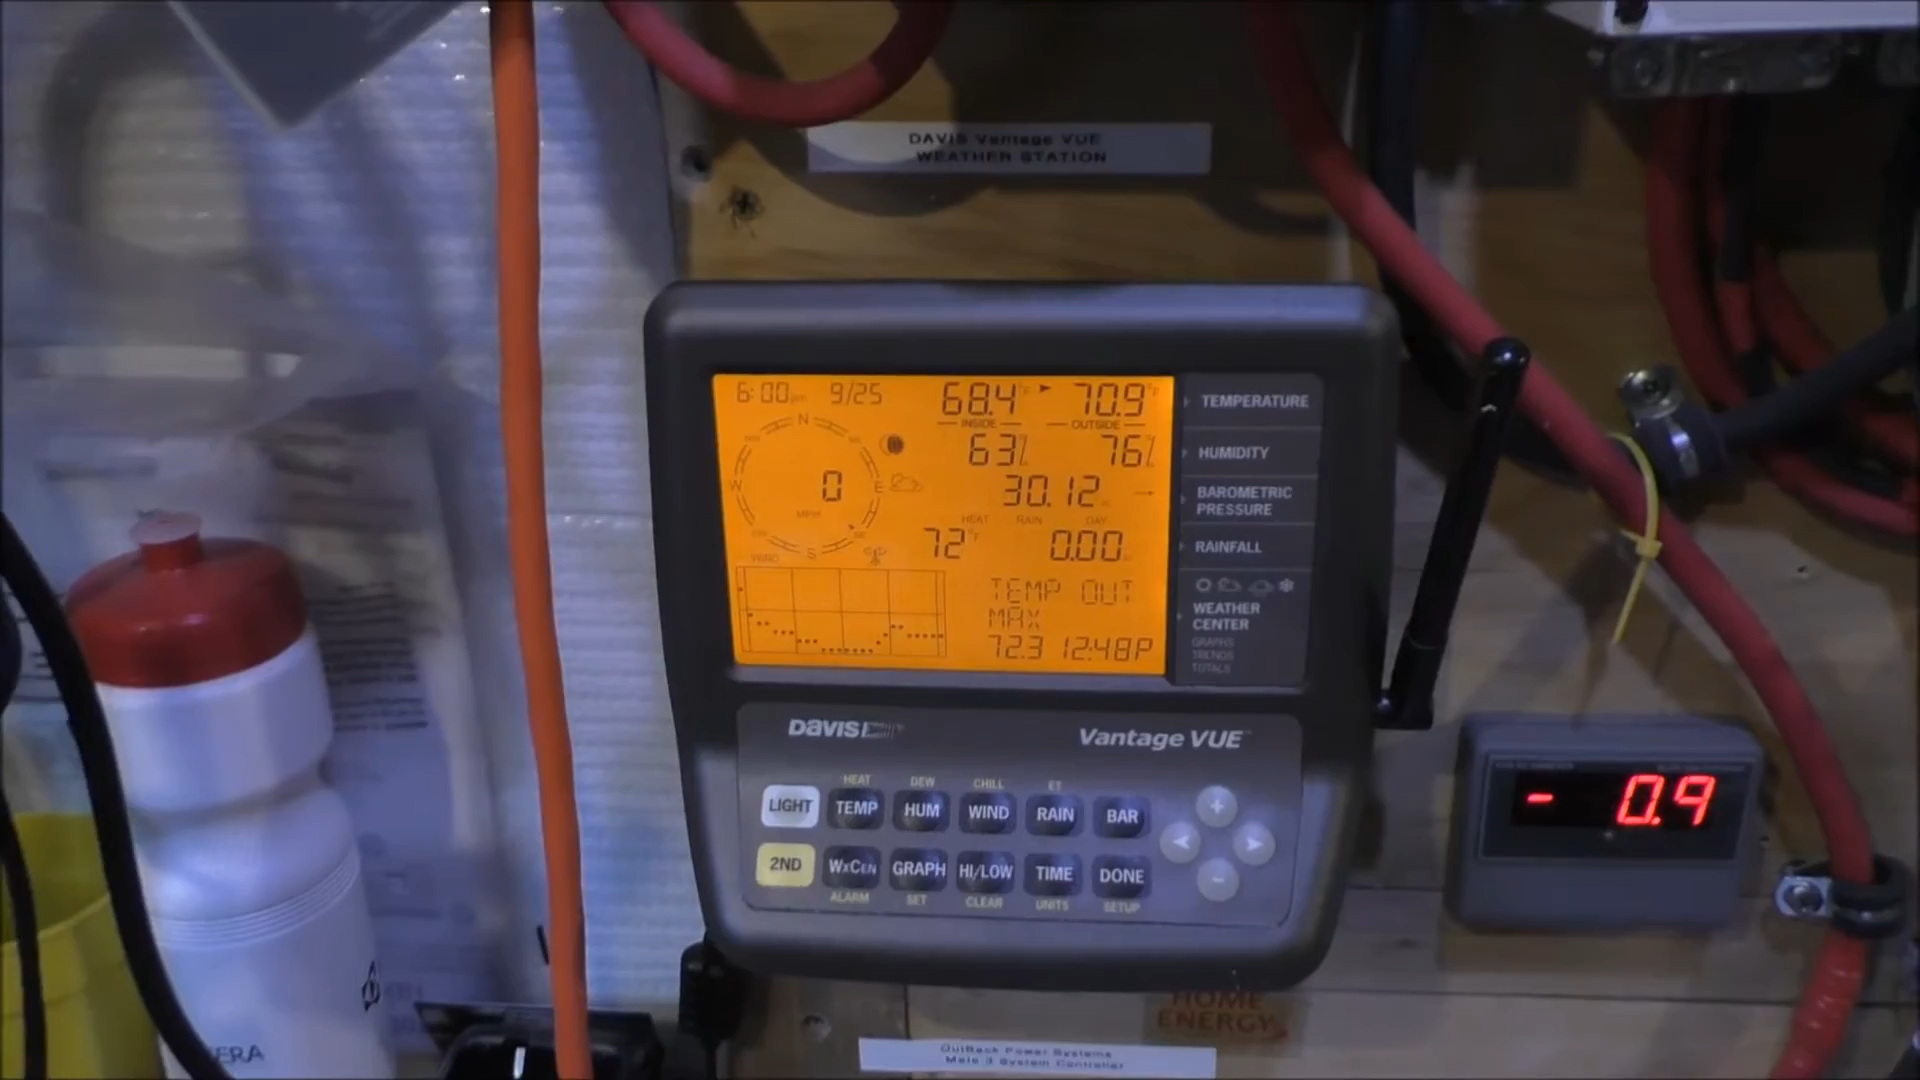 DAVIS Vantage VUE
WEATHER STATION
6:00pm 9/25
68.4°F 70.9°F
INSIDE OUTSIDE
63% 76%
N
W
E
S
0
MPH
WIND
30.12
HEAT RAIN DAY
72°F 0.00
TEMP OUT
MAX
72.3 12:48P
TEMPERATURE
HUMIDITY
BAROMETRIC
PRESSURE
RAINFALL
WEATHER
CENTER
GRAPHS
TRENDS
TOTALS
DAVIS
Vantage VUE
HEAT DEW CHILL ET
LIGHT TEMP HUM WIND RAIN BAR
+
2ND WxCEN GRAPH HI/LOW TIME DONE
-
ALARM SET CLEAR UNITS SETUP
- 0.9
HOME
ENERGY
OutBack Power Systems
Mate 3 System Controller